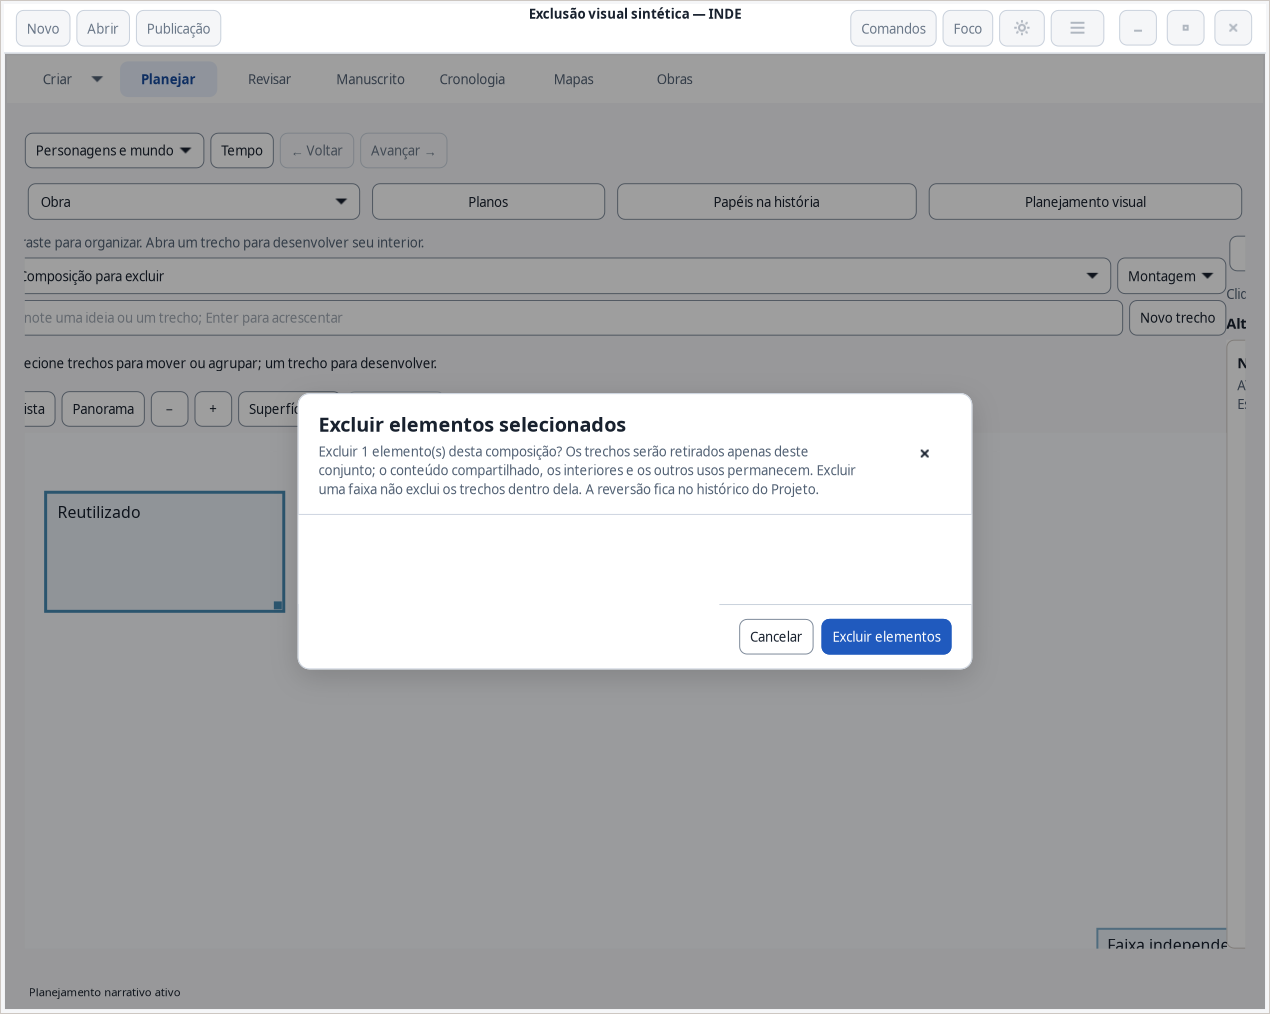 Exclusão visual sintética — INDE
Novo Abrir Publicação Comandos Foco
Criar Planejar Revisar Manuscrito Cronologia Mapas Obras
Personagens e mundo Tempo ← Voltar Avançar →
Obra Planos Papéis na história Planejamento visual
raste para organizar. Abra um trecho para desenvolver seu interior.
Composição para excluir Montagem
Clic
note uma ideia ou um trecho; Enter para acrescentar Novo trecho
Alt
ecione trechos para mover ou agrupar; um trecho para desenvolver.
ista Panorama − + Superfíc
Excluir elementos selecionados
Excluir 1 elemento(s) desta composição? Os trechos serão retirados apenas deste
conjunto; o conteúdo compartilhado, os interiores e os outros usos permanecem. Excluir
uma faixa não exclui os trechos dentro dela. A reversão fica no histórico do Projeto.
Reutilizado
Cancelar Excluir elementos
Faixa independe
Planejamento narrativo ativo